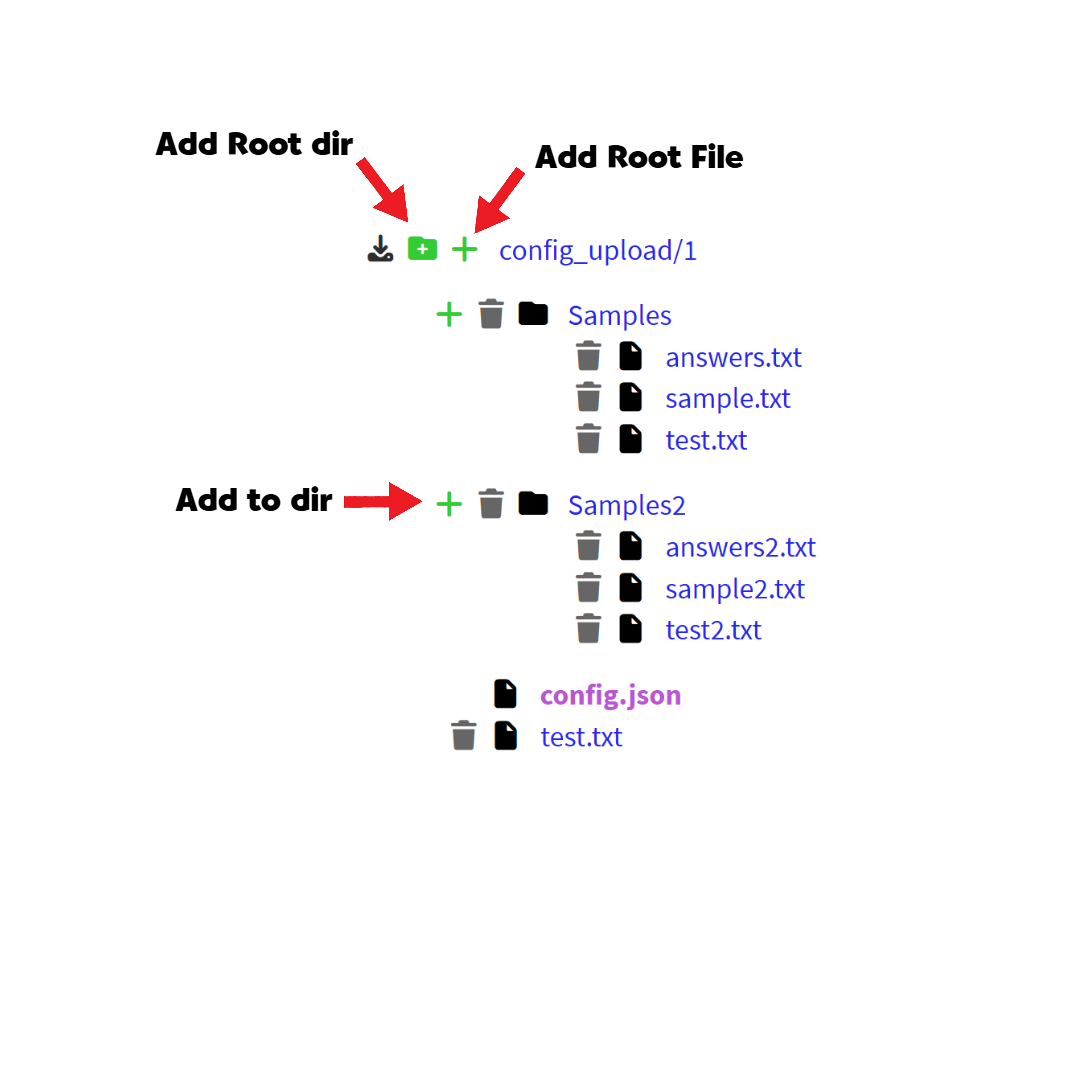 Add Root dir
Add Root File
config_upload/1
Samples
answers.txt
sample.txt
test.txt
Add to dir
Samples2
answers2.txt
sample2.txt
test2.txt
config.json
test.txt